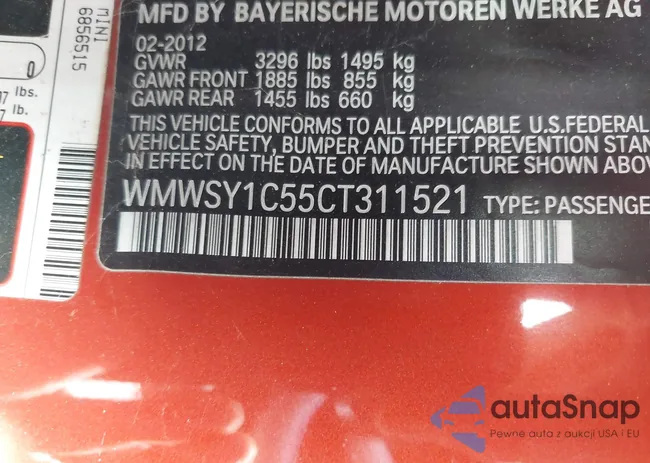 MFD BY BAYERISCHE MOTOREN WERKE AG
02-2012
GVWR 3296 lbs 1495 kg
GAWR FRONT 1885 lbs 855 kg
GAWR REAR 1455 lbs 660 kg
THIS VEHICLE CONFORMS TO ALL APPLICABLE U.S.FEDERAL
VEHICLE SAFETY, BUMPER AND THEFT PREVENTION STAN
IN EFFECT ON THE DATE OF MANUFACTURE SHOWN ABOV
WMWSY1C55CT311521 TYPE: PASSENGE
MINI
6856515
0
lbs.
lb.
autaSnap
Pewne auta z aukcji USA i EU